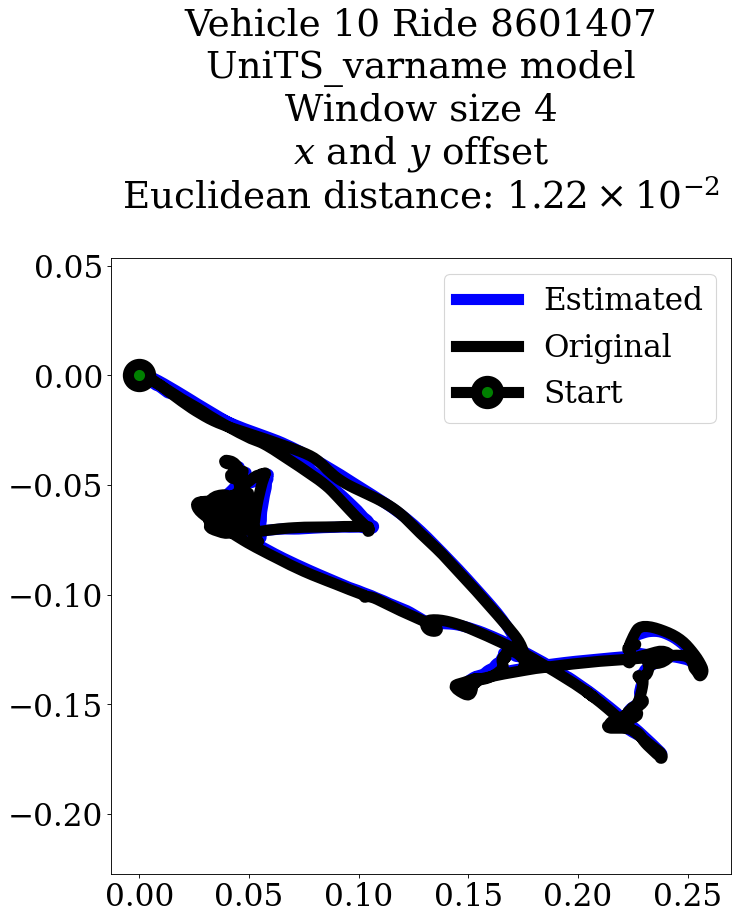 Vehicle 10 Ride 8601407
UniTS_varname model
Window size 4
x and y offset
Euclidean distance: 1.22 × 10⁻²
0.05
Estimated
Original
Start
0.00
−0.05
−0.10
−0.15
−0.20
0.00 0.05 0.10 0.15 0.20 0.25